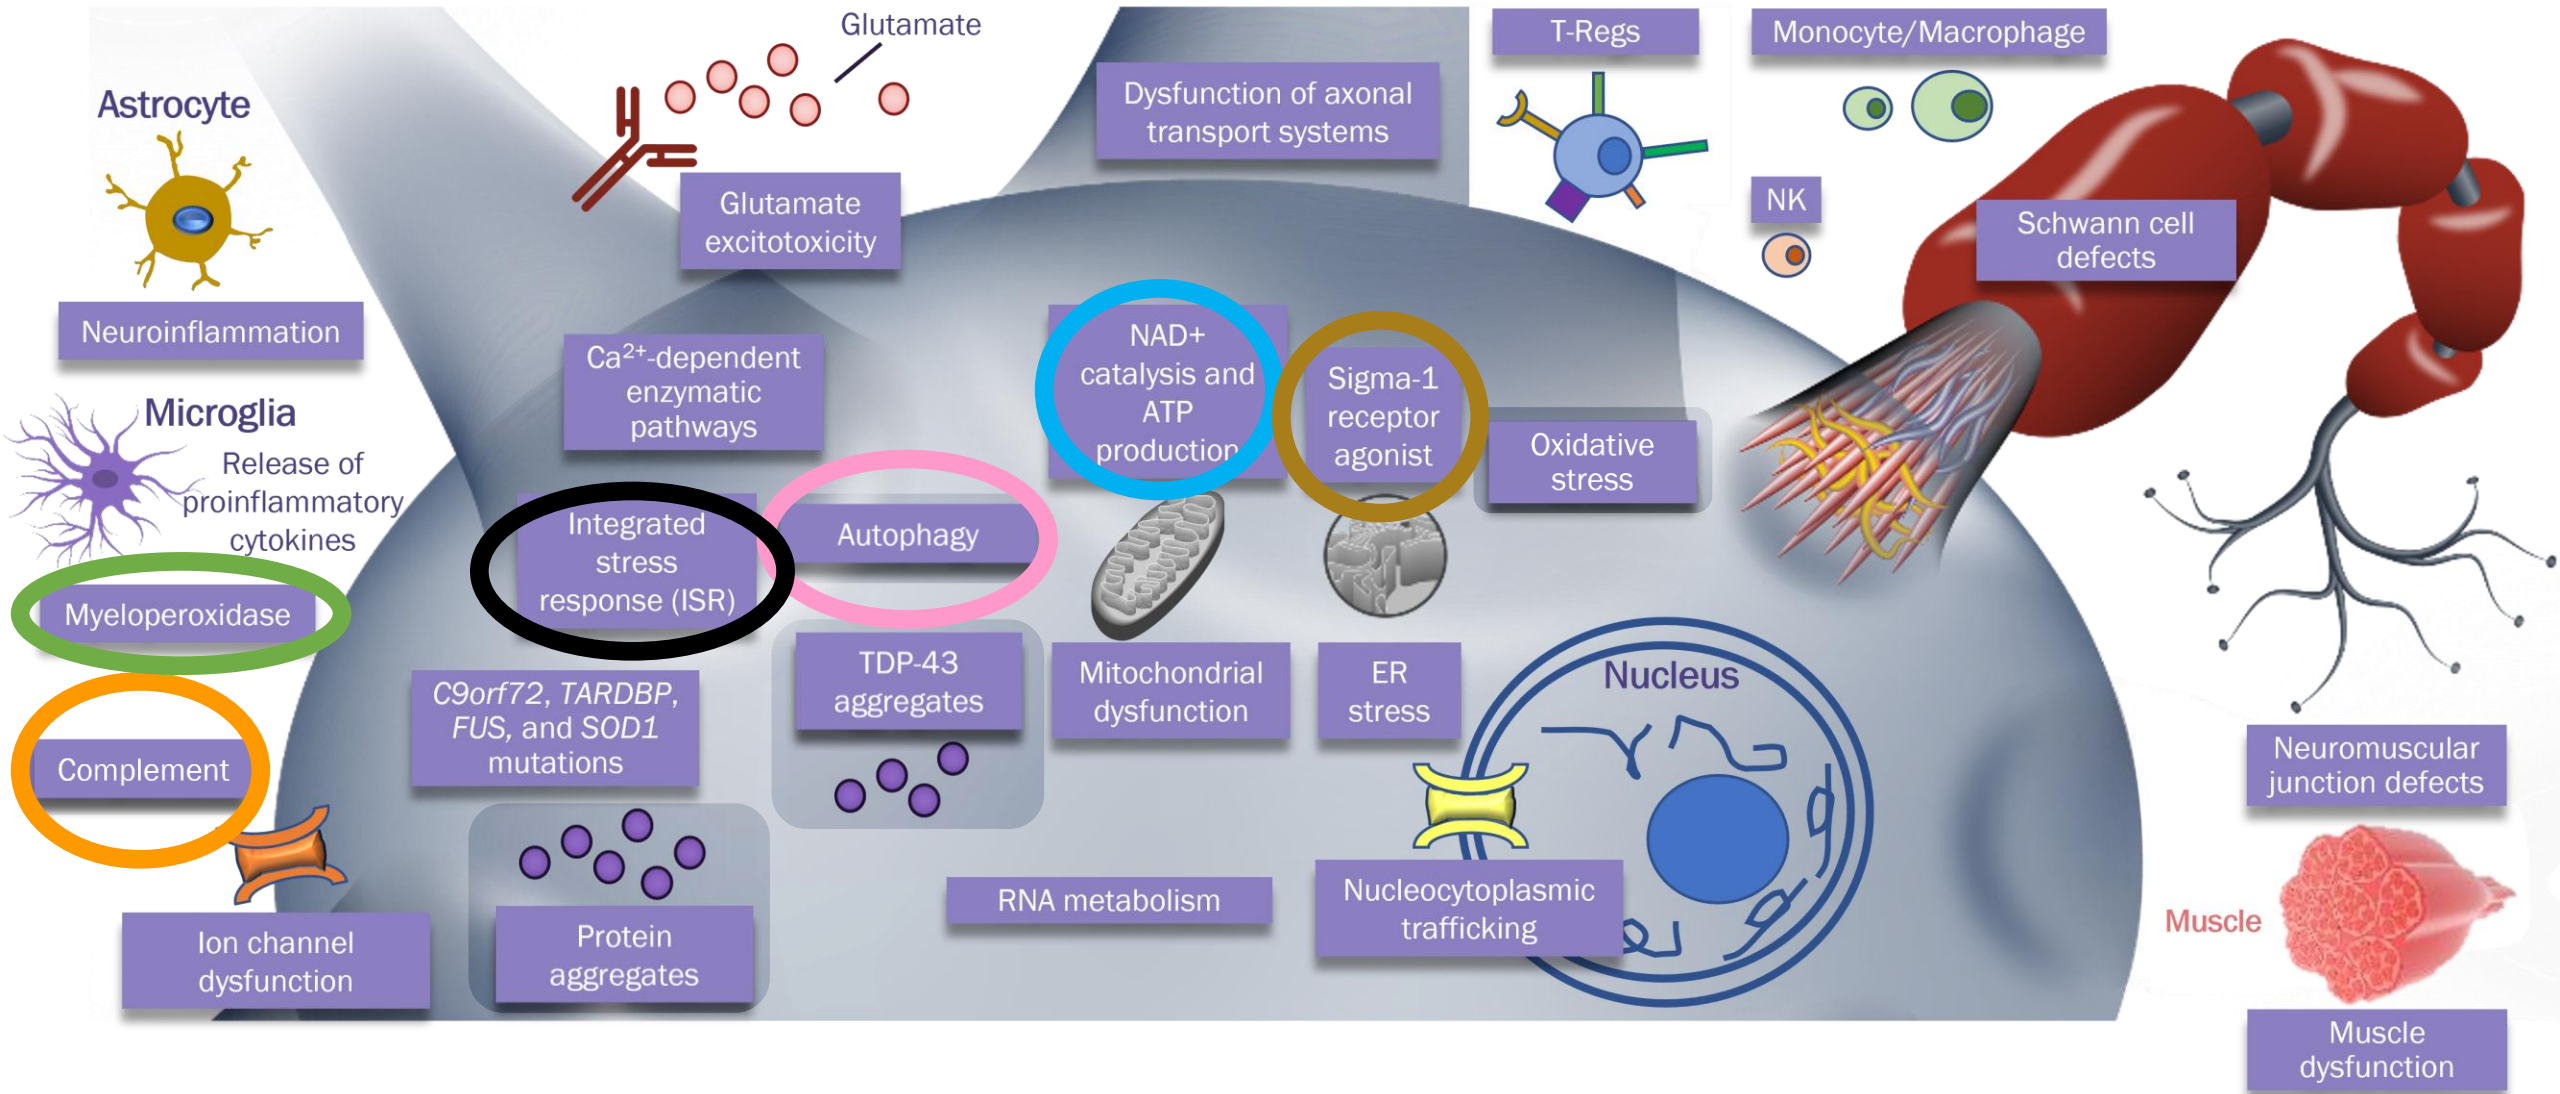 Glutamate
T-Regs
Monocyte/Macrophage
Astrocyte
Dysfunction of axonal
transport systems
NK
Glutamate
excitotoxicity
Schwann cell
defects
Neuroinflammation
Ca²⁺-dependent
enzymatic
pathways
NAD+
catalysis and
ATP
production
Sigma-1
receptor
agonist
Oxidative
stress
Microglia
Release of
proinflammatory
cytokines
Integrated
stress
response (ISR)
Autophagy
Myeloperoxidase
C9orf72, TARDBP,
FUS, and SOD1
mutations
TDP-43
aggregates
Mitochondrial
dysfunction
ER
stress
Nucleus
Complement
Neuromuscular
junction defects
RNA metabolism
Nucleocytoplasmic
trafficking
Muscle
Ion channel
dysfunction
Protein
aggregates
Muscle
dysfunction